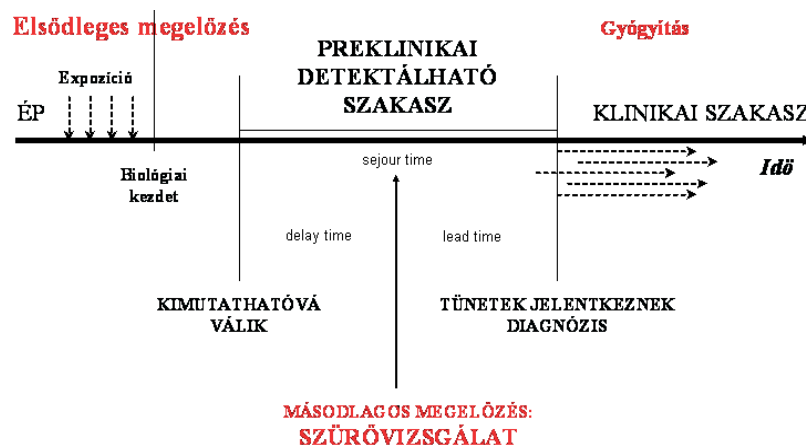 Elsődleges megelőzés
Gyógyítás
PREKLINIKAI
DETEKTÁLHATÓ
SZAKASZ
Expozíció
ÉP
KLINIKAI SZAKASZ
Biológiai
kezdet
sejour time
Idö
delay time
lead time
KIMUTATHATÓVÁ
VÁLIK
TÜNETEK JELENTKEZNEK
DIAGNÓZIS
MÁSODLAGOS MEGELŐZÉS:
SZŰRŐVIZSGÁLAT